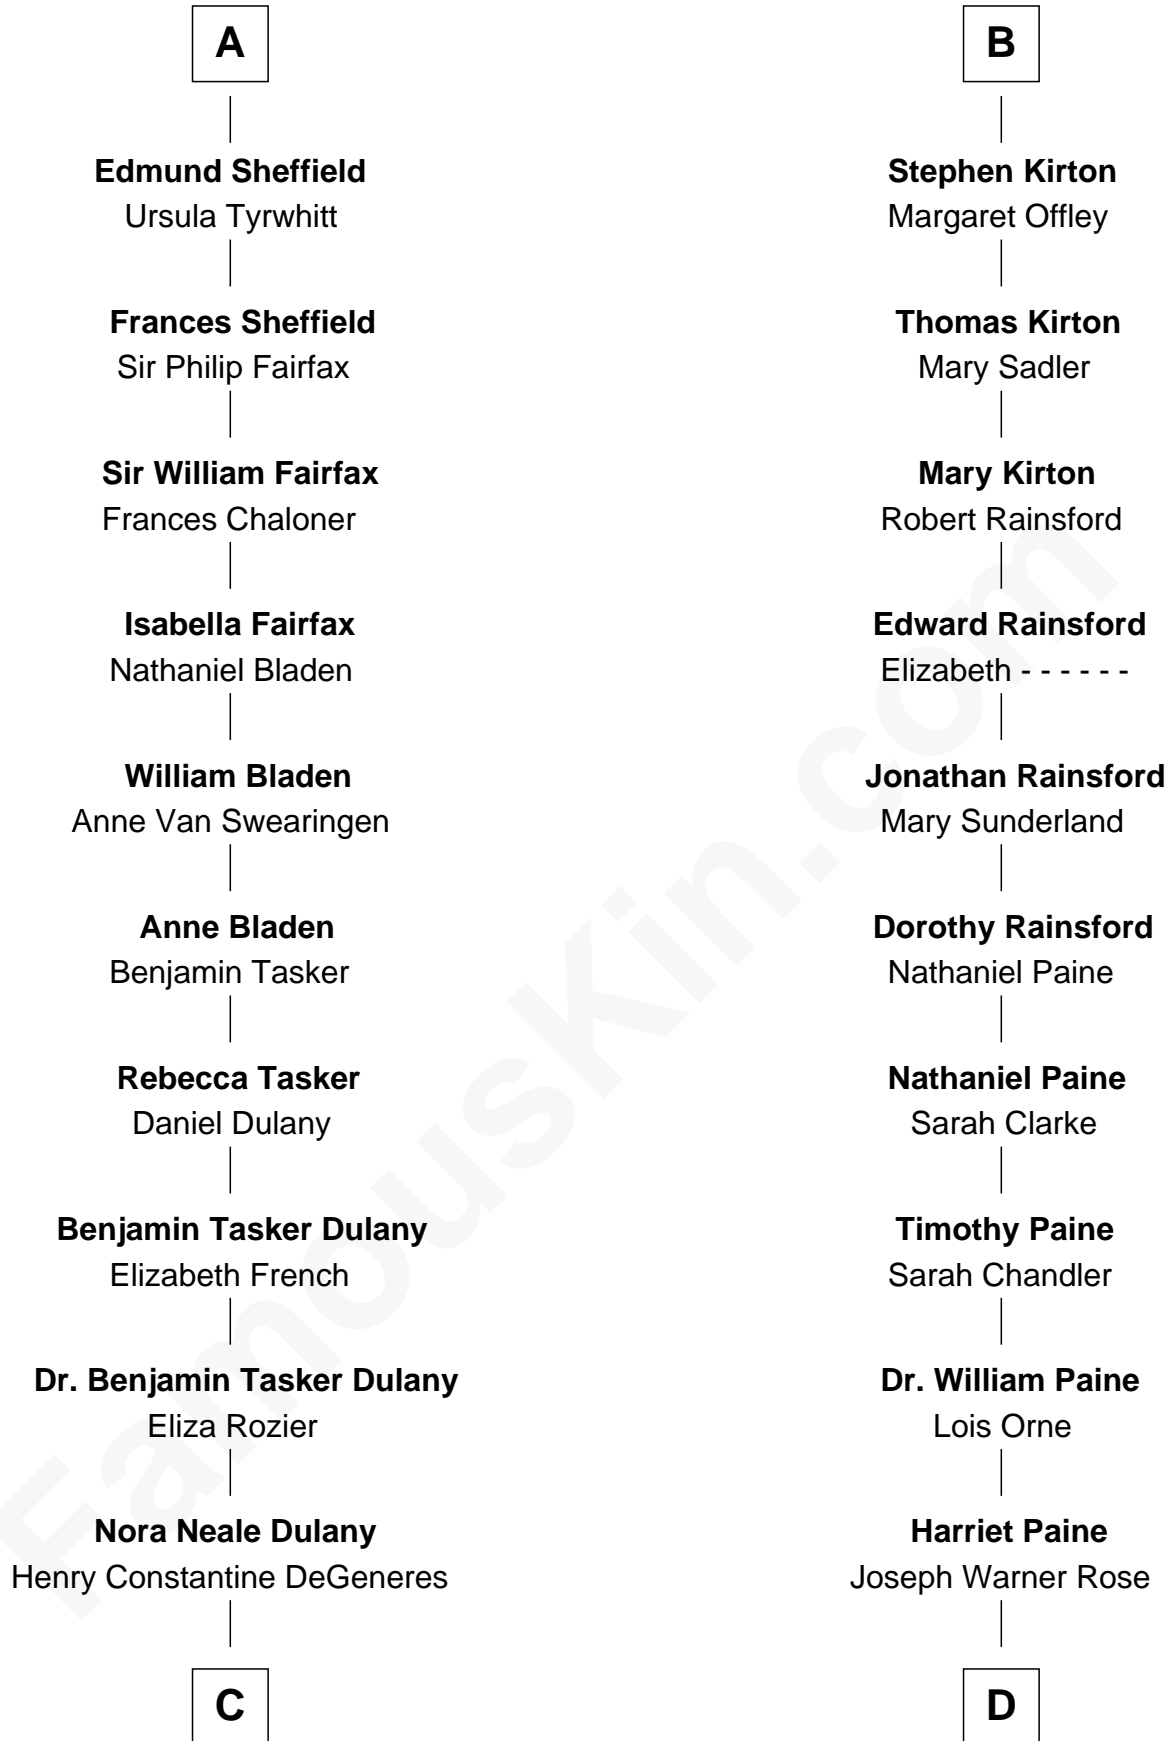 A
Edmund Sheffield
Ursula Tyrwhitt
Frances Sheffield
Sir Philip Fairfax
Sir William Fairfax
Frances Chaloner
Isabella Fairfax
Nathaniel Bladen
William Bladen
Anne Van Swearingen
Anne Bladen
Benjamin Tasker
Rebecca Tasker
Daniel Dulany
Benjamin Tasker Dulany
Elizabeth French
Dr. Benjamin Tasker Dulany
Eliza Rozier
Nora Neale Dulany
Henry Constantine DeGeneres
C
B
Stephen Kirton
Margaret Offley
Thomas Kirton
Mary Sadler
Mary Kirton
Robert Rainsford
Edward Rainsford
Elizabeth - - - - - -
Jonathan Rainsford
Mary Sunderland
Dorothy Rainsford
Nathaniel Paine
Nathaniel Paine
Sarah Clarke
Timothy Paine
Sarah Chandler
Dr. William Paine
Lois Orne
Harriet Paine
Joseph Warner Rose
D
FamousKin.com